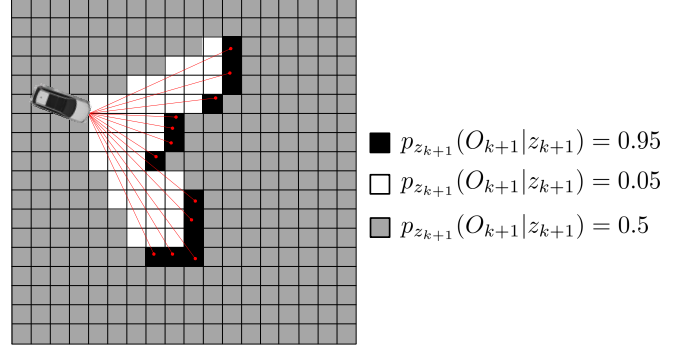 p_{z_{k+1}}(O_{k+1}|z_{k+1}) = 0.95
p_{z_{k+1}}(O_{k+1}|z_{k+1}) = 0.05
p_{z_{k+1}}(O_{k+1}|z_{k+1}) = 0.5